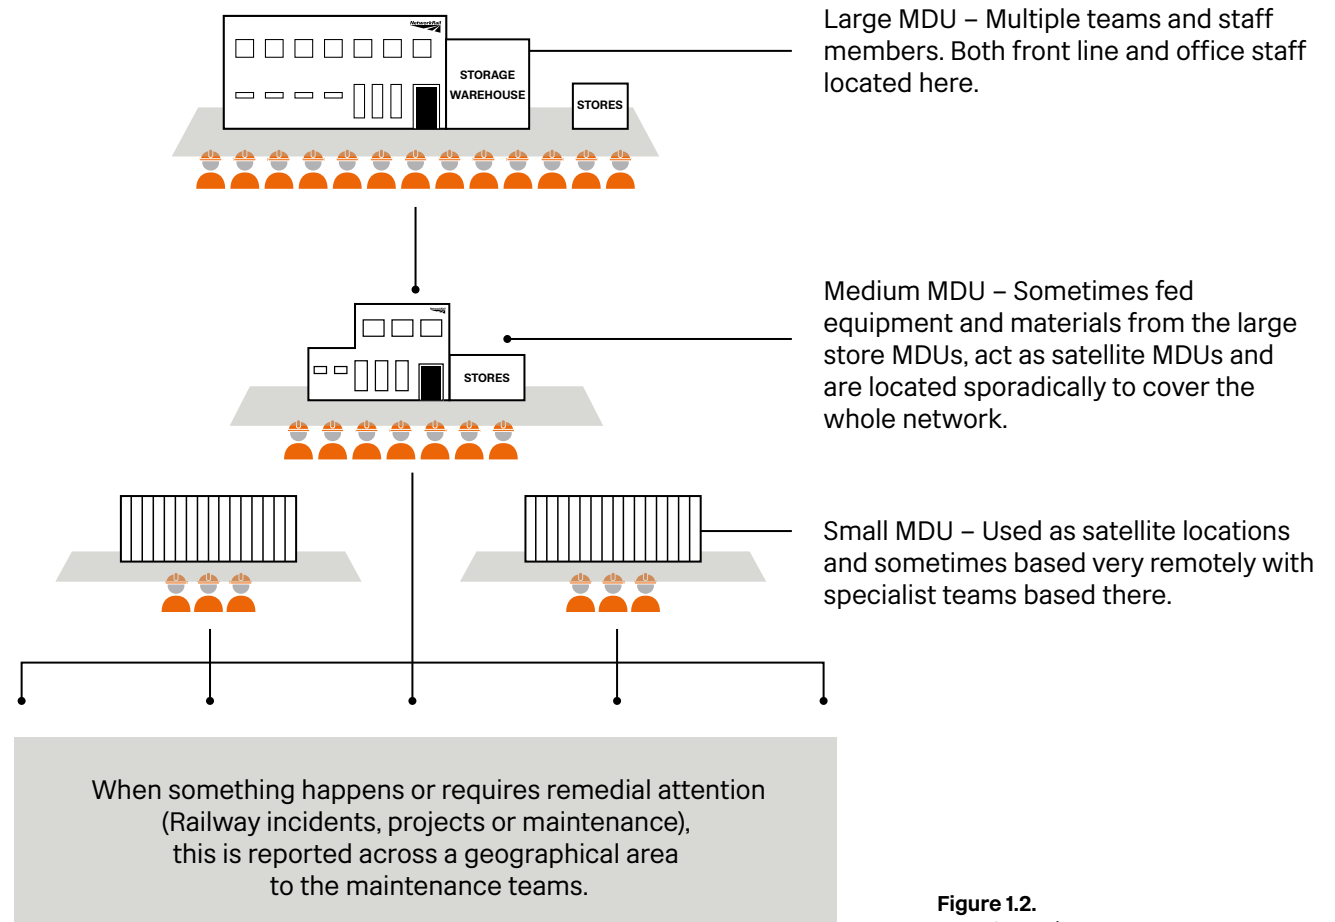 NetworkRail
STORAGE
WAREHOUSE
STORES
Large MDU – Multiple teams and staff
members. Both front line and office staff
located here.
STORES
Medium MDU – Sometimes fed
equipment and materials from the large
store MDUs, act as satellite MDUs and
are located sporadically to cover the
whole network.
Small MDU – Used as satellite locations
and sometimes based very remotely with
specialist teams based there.
When something happens or requires remedial attention
(Railway incidents, projects or maintenance),
this is reported across a geographical area
to the maintenance teams.
Figure 1.2.